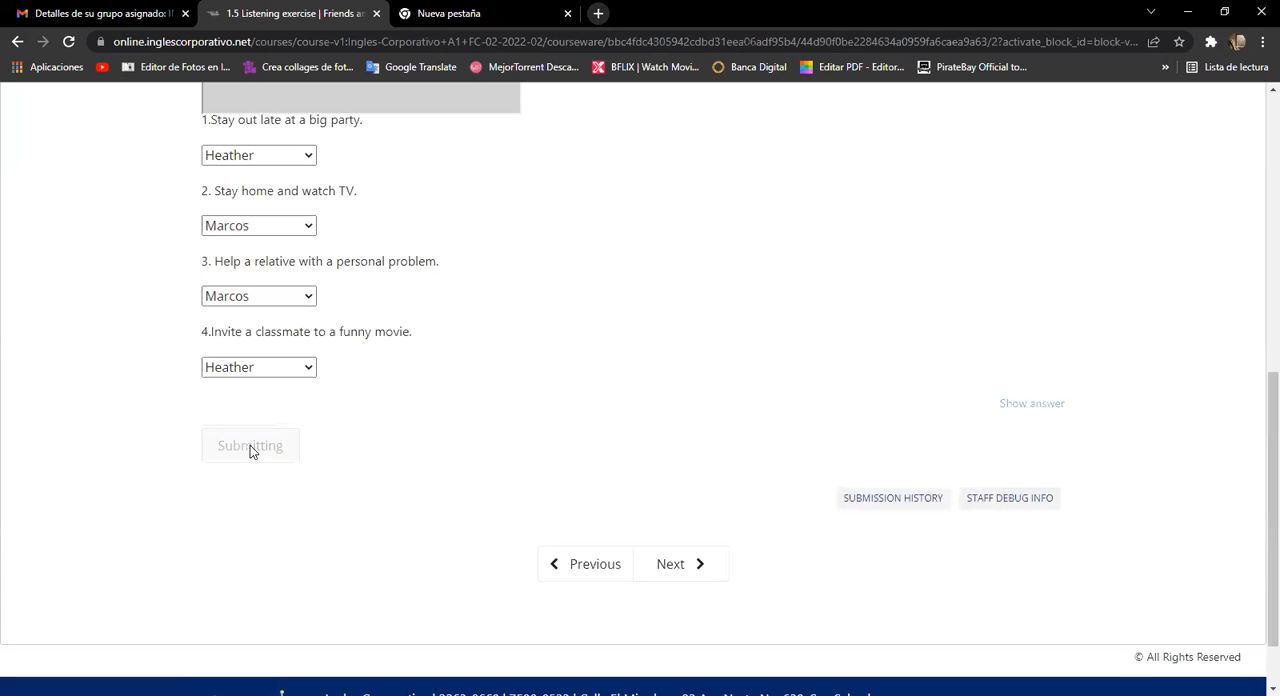 Detalles de su grupo asignado: I
1.5 Listening exercise | Friends an
Nueva pestaña
online.inglescorporativo.net/courses/course-v1:Ingles-Corporativo+A1+FC-02-2022-02/courseware/bbc4fdc4305942cdbd31eea06adf95b4/44d90f0be2284634a0959fa6caea9a63/2?activate_block_id=block-v...
Aplicaciones
Editor de Fotos en l...
Crea collages de fot...
Google Translate
MejorTorrent Desca...
BFLIX | Watch Movi...
Banca Digital
Editar PDF - Editor...
PirateBay Official to...
»
Lista de lectura
1.Stay out late at a big party.
Heather
2. Stay home and watch TV.
Marcos
3. Help a relative with a personal problem.
Marcos
4.Invite a classmate to a funny movie.
Heather
Show answer
Submitting
SUBMISSION HISTORY
STAFF DEBUG INFO
Previous
Next
© All Rights Reserved